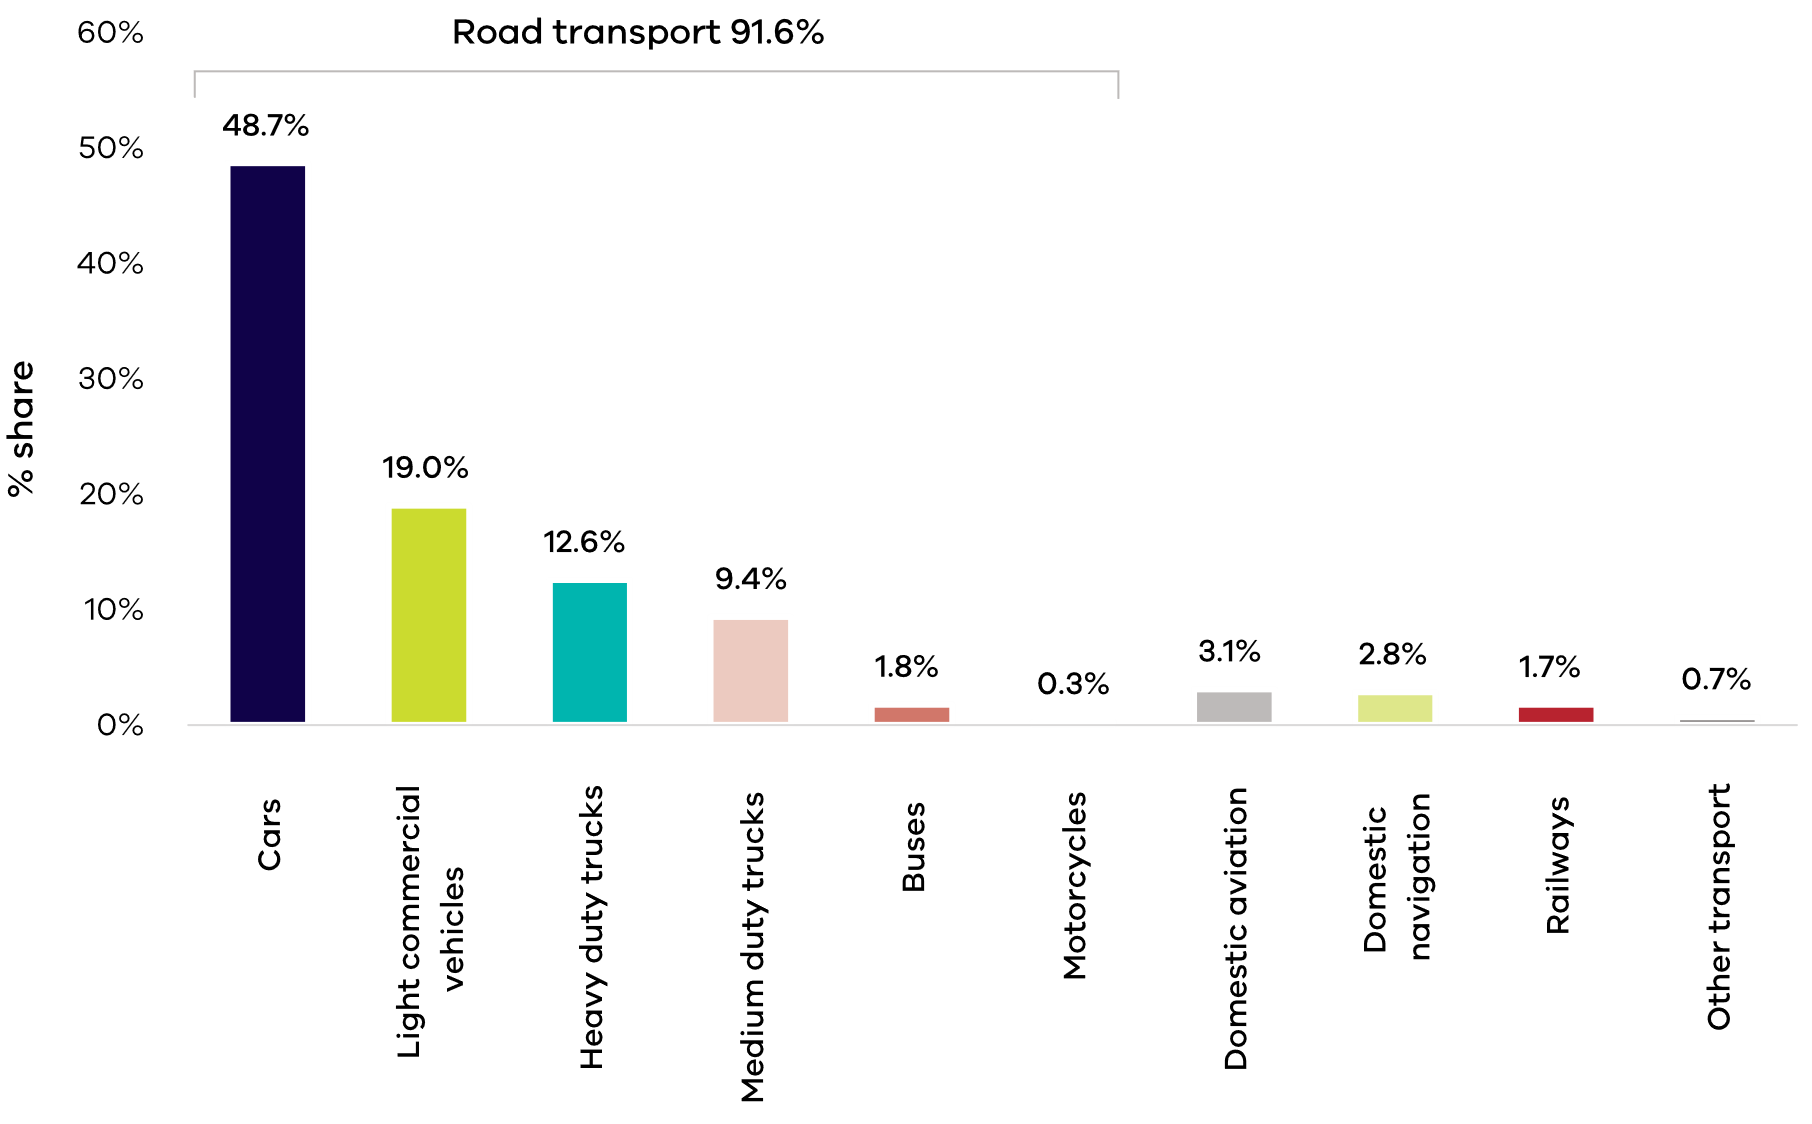 Road transport 91.6%
60%
50%
40%
30%
20%
10%
0%
% share
48.7%
19.0%
12.6%
9.4%
1.8%
0.3%
3.1%
2.8%
1.7%
0.7%
Cars
Light commercial
vehicles
Heavy duty trucks
Medium duty trucks
Buses
Motorcycles
Domestic aviation
Domestic
navigation
Railways
Other transport